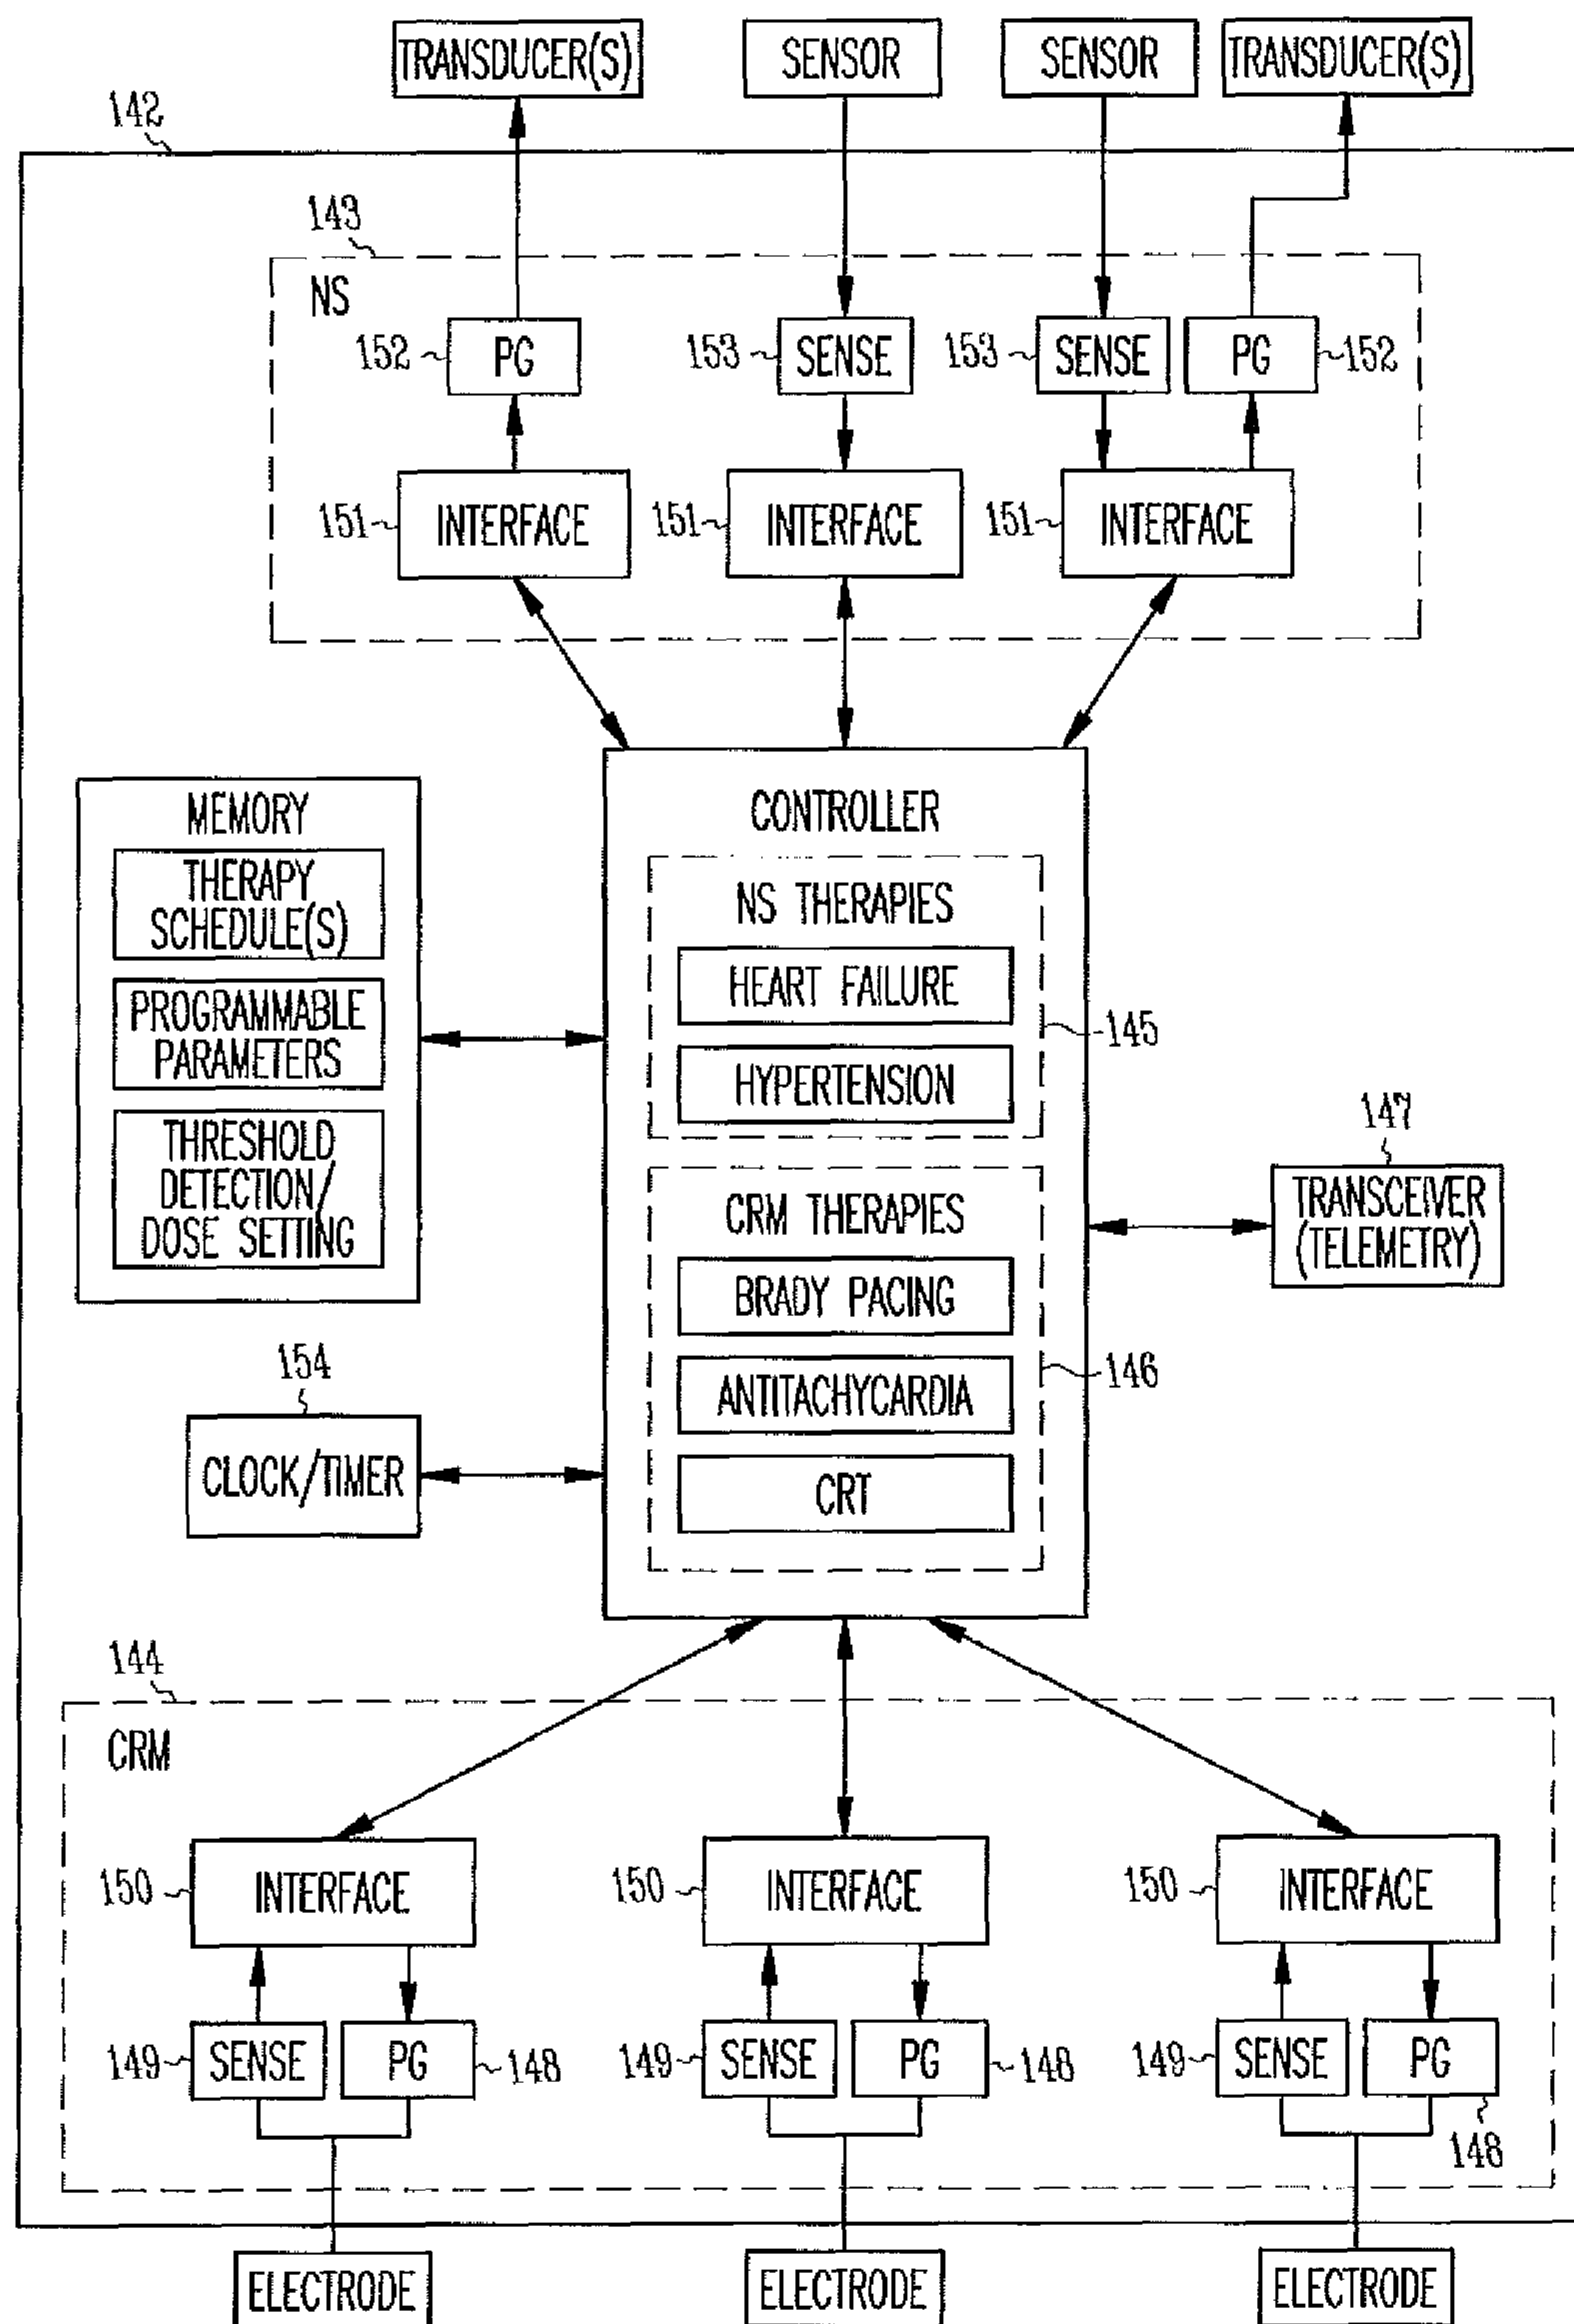 TRANSDUCER(S)
SENSOR
SENSOR
TRANSDUCER(S)
142
143
NS
152
PG
153
SENSE
153
SENSE
PG
152
151
INTERFACE
151
INTERFACE
151
INTERFACE
MEMORY
THERAPY
SCHEDULE(S)
PROGRAMMABLE
PARAMETERS
THRESHOLD
DETECTION/
DOSE SETTING
CONTROLLER
NS THERAPIES
HEART FAILURE
HYPERTENSION
145
CRM THERAPIES
BRADY PACING
ANTITACHYCARDIA
CRT
146
147
TRANSCEIVER
(TELEMETRY)
154
CLOCK/TIMER
144
CRM
150
INTERFACE
150
INTERFACE
150
INTERFACE
149
SENSE
PG
148
149
SENSE
PG
148
149
SENSE
PG
148
ELECTRODE
ELECTRODE
ELECTRODE